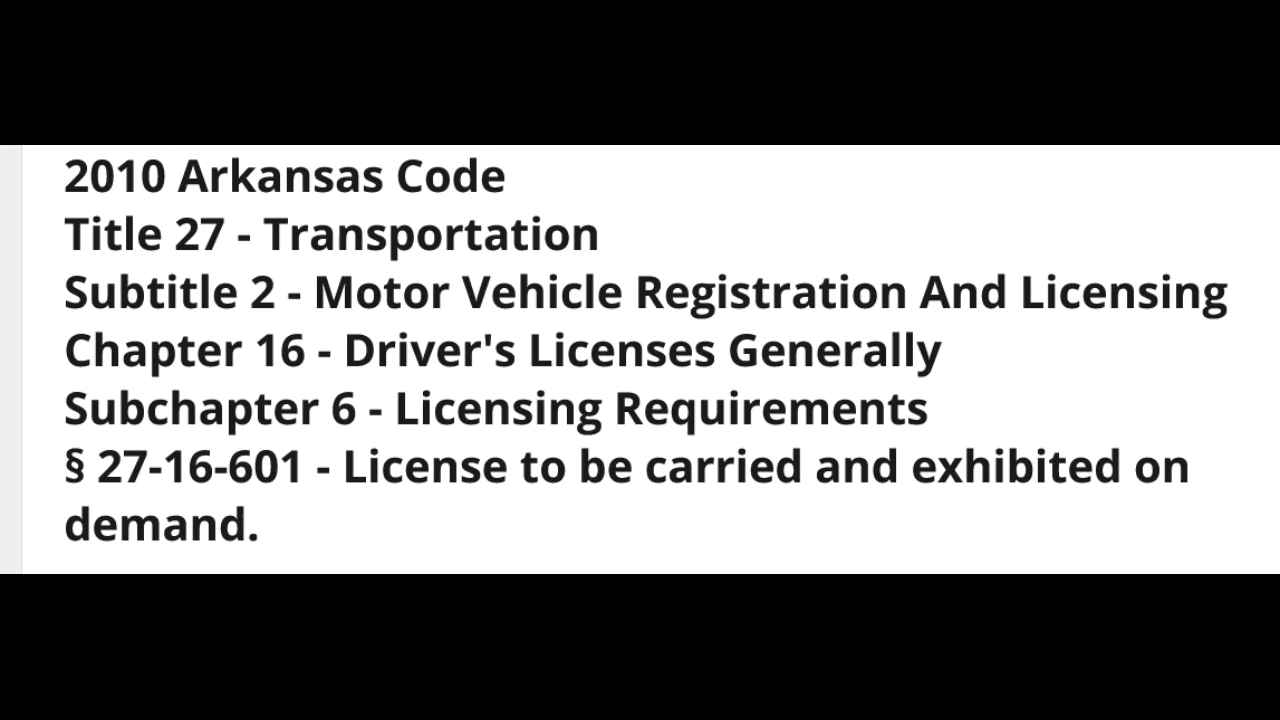 2010 Arkansas Code
Title 27 - Transportation
Subtitle 2 - Motor Vehicle Registration And Licensing
Chapter 16 - Driver's Licenses Generally
Subchapter 6 - Licensing Requirements
§ 27-16-601 - License to be carried and exhibited on
demand.